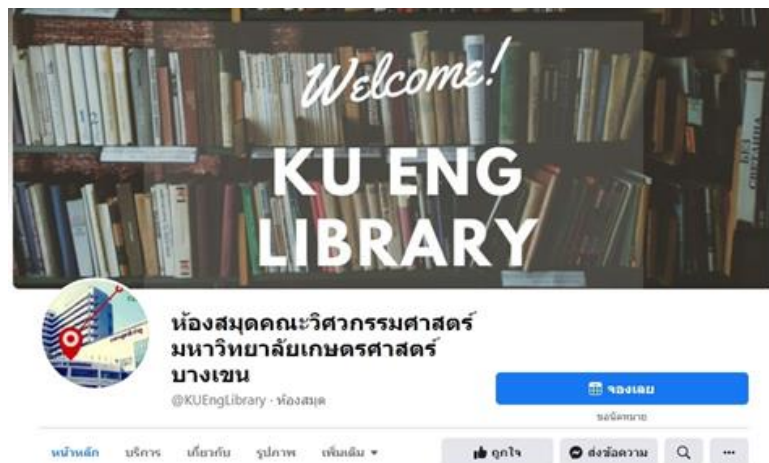 Welcome!
KU ENG
LIBRARY
ห้องสมุดคณะวิศวกรรมศาสตร์
มหาวิทยาลัยเกษตรศาสตร์
บางเขน
@KUEngLibrary · ห้องสมุด
จองเลย
ขอนัดหมาย
หน้าหลัก บริการ เกี่ยวกับ รูปภาพ เพิ่มเติม ถูกใจ ส่งข้อความ